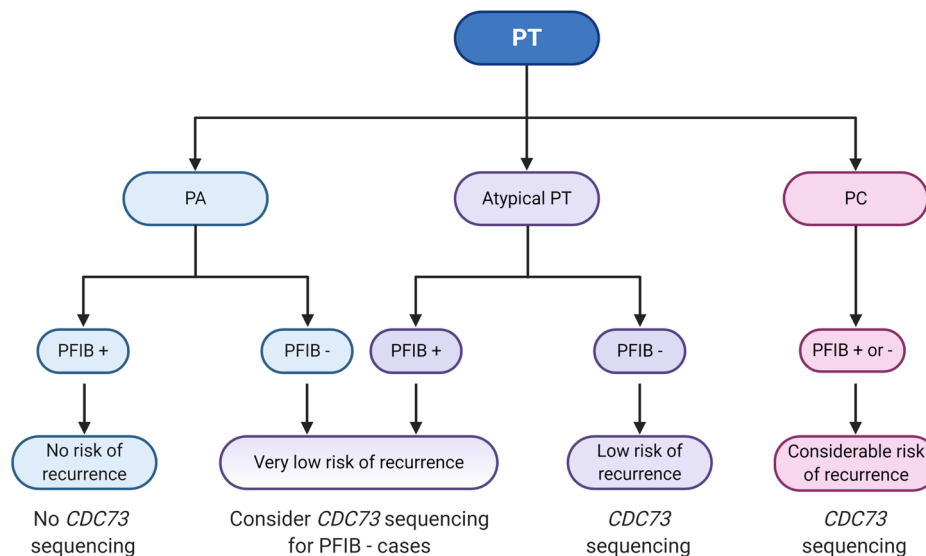 PT
PA
Atypical PT
PC
PFIB +
PFIB -
PFIB +
PFIB -
PFIB + or -
No risk of
recurrence
Very low risk of recurrence
Low risk of
recurrence
Considerable risk
of recurrence
No CDC73
sequencing
Consider CDC73 sequencing
for PFIB - cases
CDC73
sequencing
CDC73
sequencing